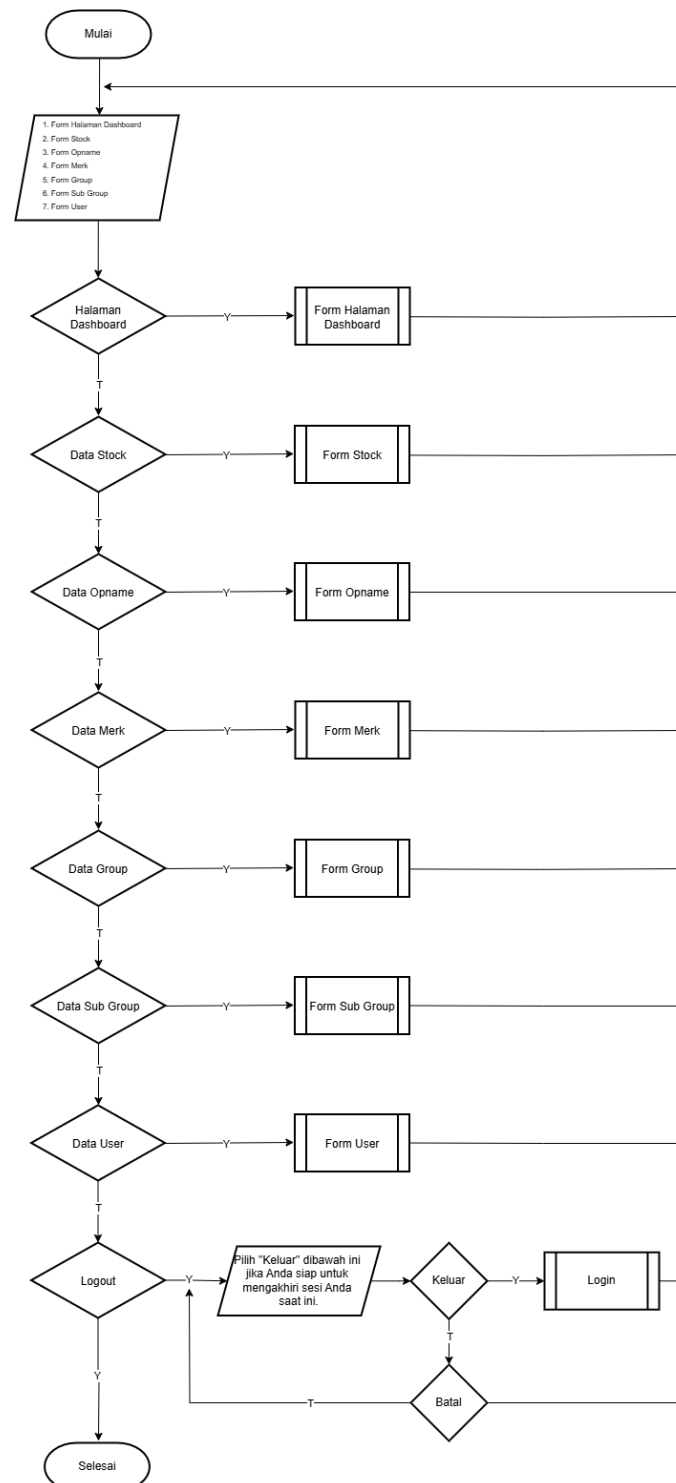 Mulai
1. Form Halaman Dashboard
2. Form Stock
3. Form Opname
4. Form Merk
5. Form Group
6. Form Sub Group
7. Form User
Halaman
Dashboard
Y
Form Halaman
Dashboard
T
Data Stock
Y
Form Stock
T
Data Opname
Y
Form Opname
T
Data Merk
Y
Form Merk
T
Data Group
Y
Form Group
T
Data Sub Group
Y
Form Sub Group
T
Data User
Y
Form User
T
Logout
Y
Pilih "Keluar" dibawah ini
jika Anda siap untuk
mengakhiri sesi Anda
saat ini.
Keluar
Y
Login
T
Y
T
Batal
Selesai